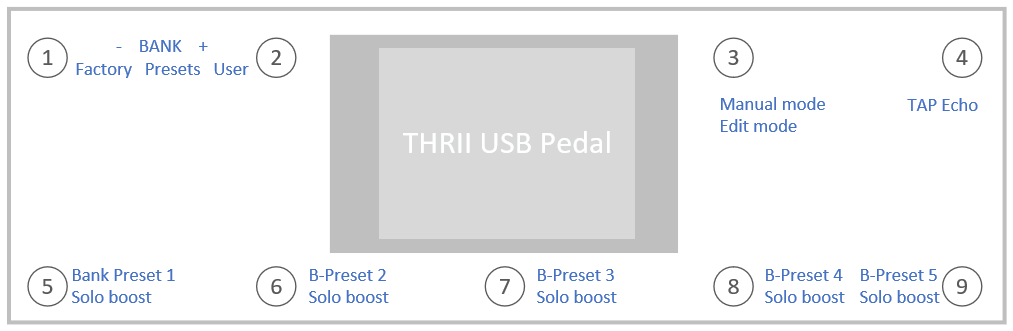 1 - BANK + 2 3 4
Factory Presets User
Manual mode
Edit mode
TAP Echo
THRII USB Pedal
5 Bank Preset 1
Solo boost
6 B-Preset 2
Solo boost
7 B-Preset 3
Solo boost
8 B-Preset 4
Solo boost
B-Preset 5 9
Solo boost